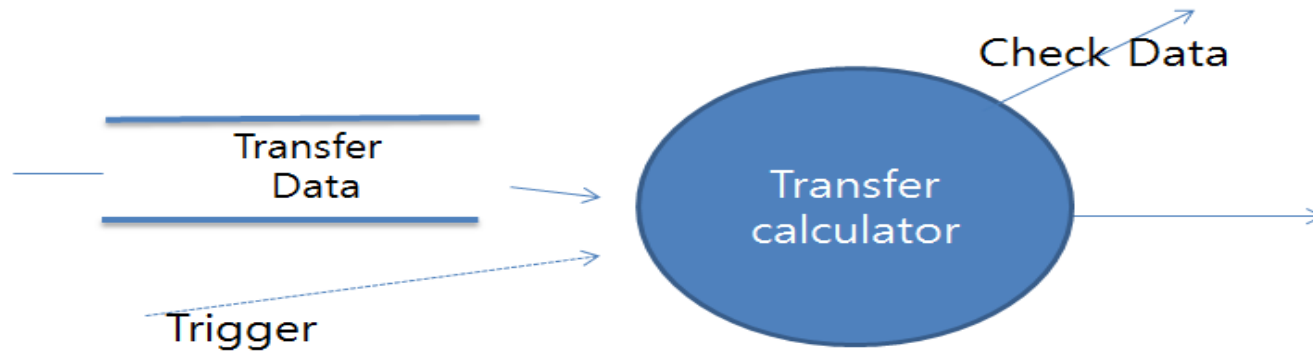 Check Data
Transfer
Data
Transfer
calculator
Trigger